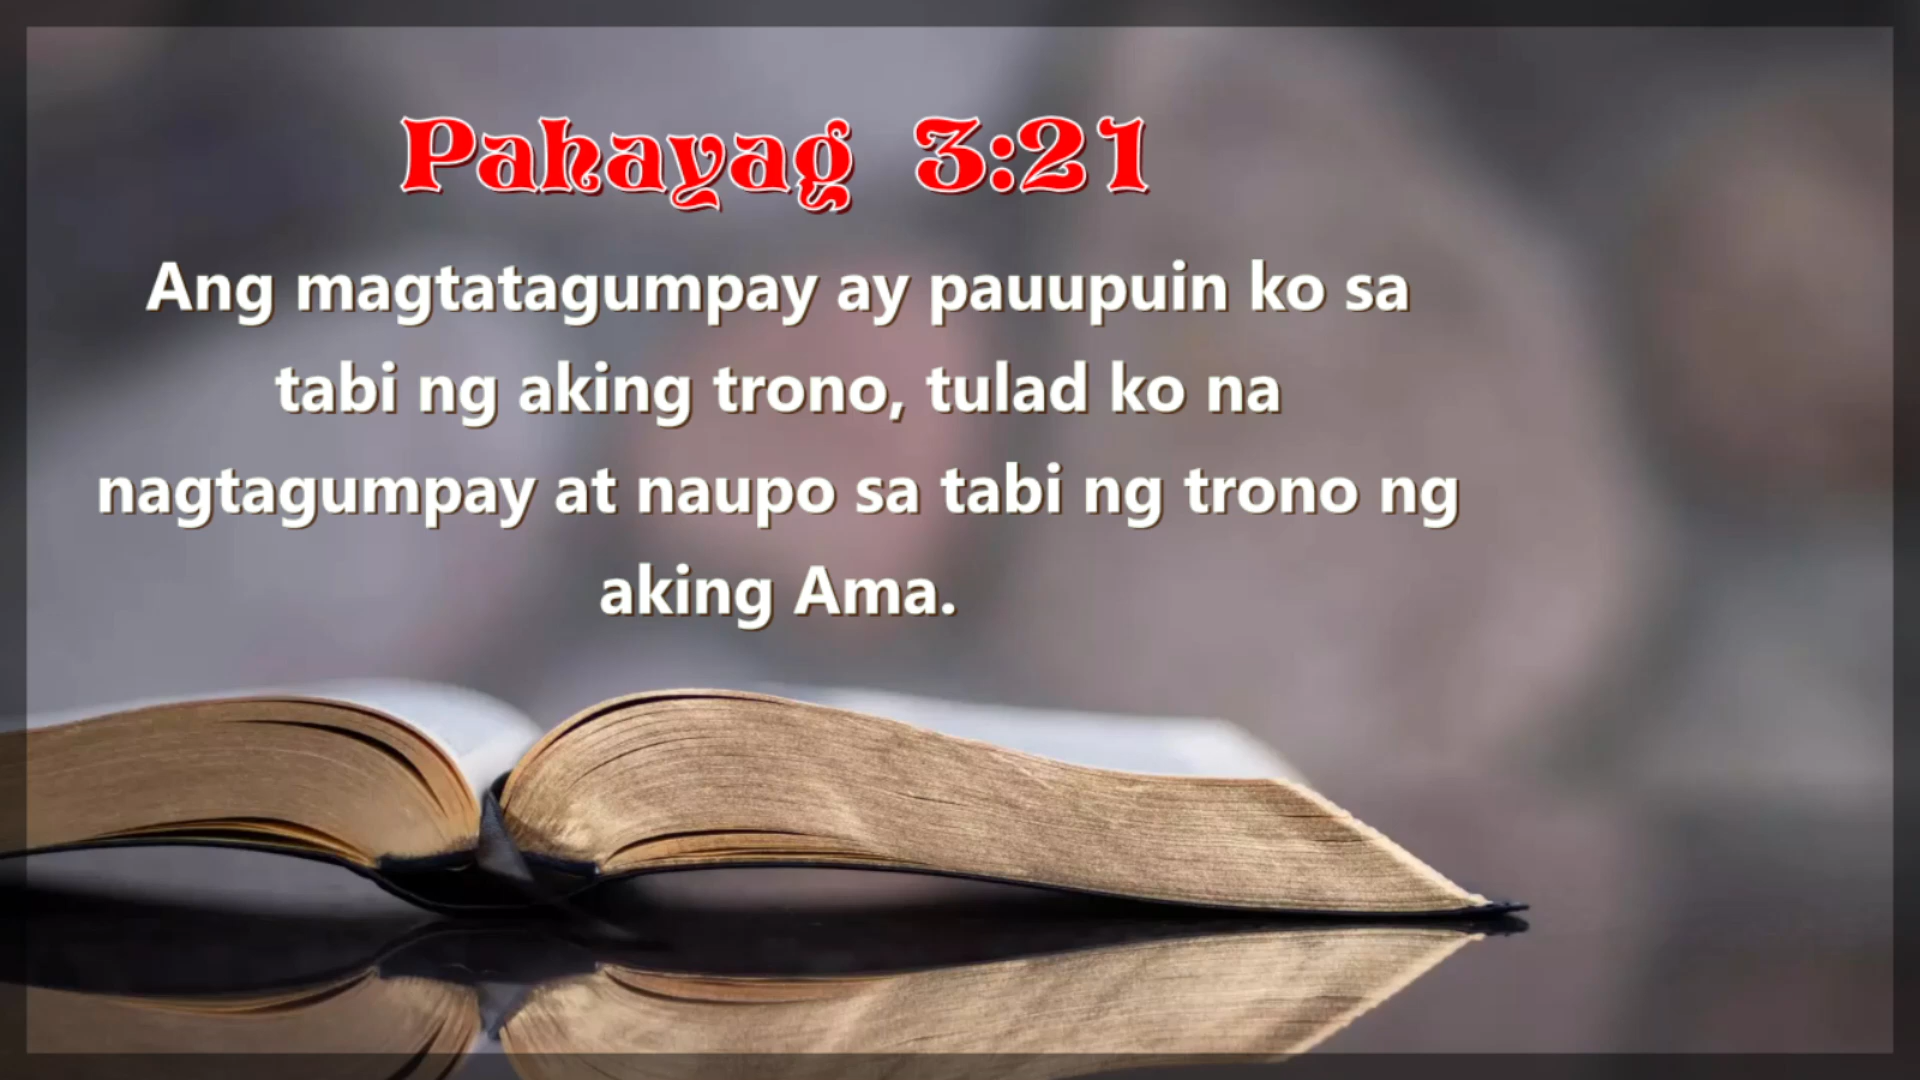 Pahayag 3:21
Ang magtatagumpay ay pauupuin ko sa
tabi ng aking trono, tulad ko na
nagtagumpay at naupo sa tabi ng trono ng
aking Ama.